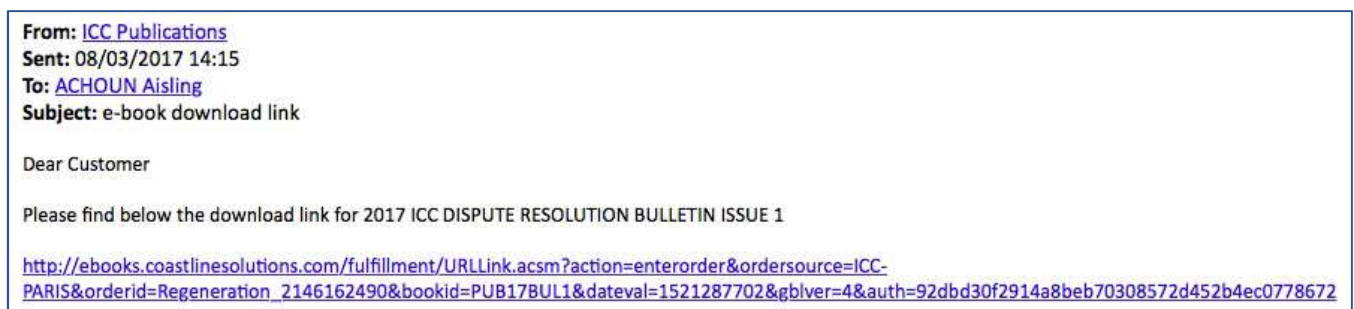 From: ICC Publications
Sent: 08/03/2017 14:15
To: ACHOUN Aisling
Subject: e-book download link
Dear Customer
Please find below the download link for 2017 ICC DISPUTE RESOLUTION BULLETIN ISSUE 1
http://ebooks.coastlinesolutions.com/fulfillment/URLLink.acsm?action=enterorder&ordersource=ICC-
PARIS&orderid=Regeneration_2146162490&bookid=PUB17BUL1&dateval=1521287702&gblver=4&auth=92dbd30f2914a8beb70308572d452b4ec0778672